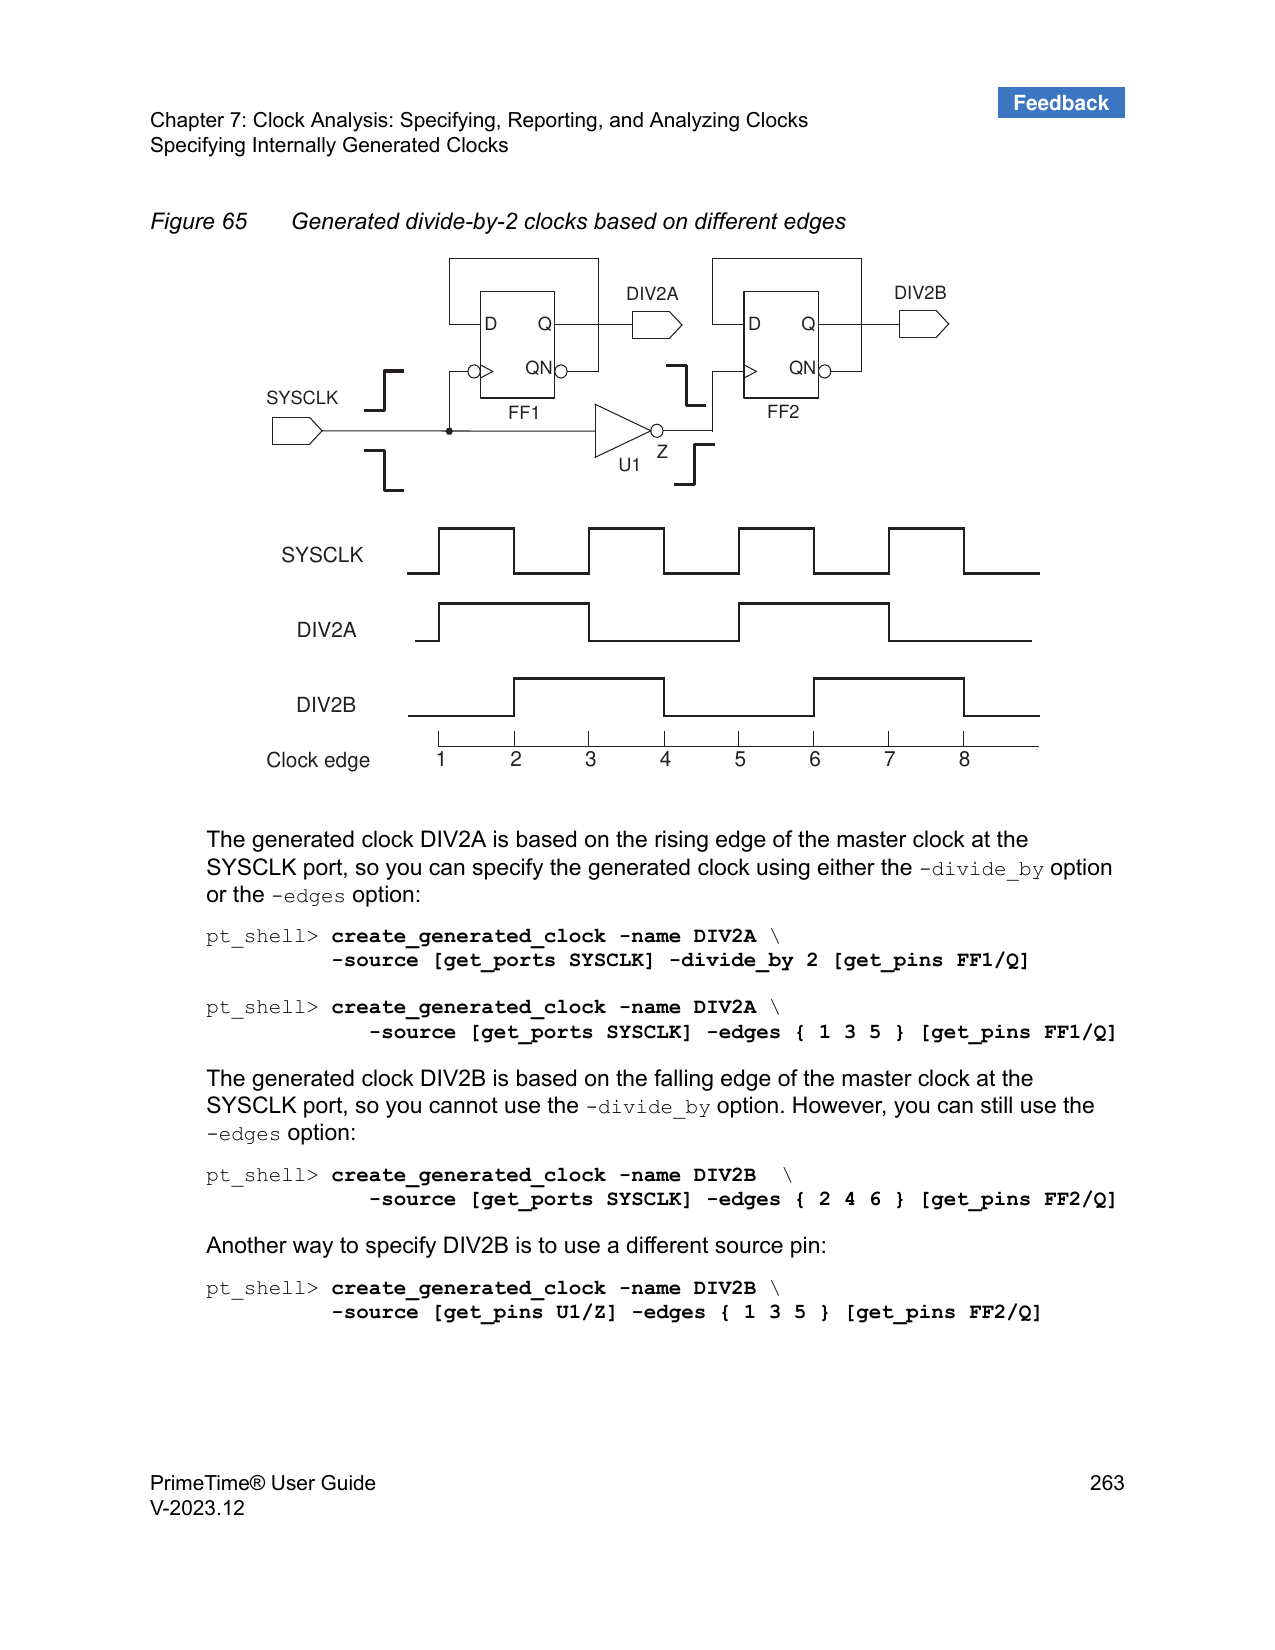 Feedback
Chapter 7: Clock Analysis: Specifying, Reporting, and Analyzing Clocks
Specifying Internally Generated Clocks
Figure 65 Generated divide-by-2 clocks based on different edges
DIV2A
DIV2B
D Q
D Q
QN
QN
SYSCLK
FF1
FF2
Z
U1
SYSCLK
DIV2A
DIV2B
Clock edge 1 2 3 4 5 6 7 8
The generated clock DIV2A is based on the rising edge of the master clock at the
SYSCLK port, so you can specify the generated clock using either the -divide_by option
or the -edges option:
pt_shell> create_generated_clock -name DIV2A \
-source [get_ports SYSCLK] -divide_by 2 [get_pins FF1/Q]
pt_shell> create_generated_clock -name DIV2A \
-source [get_ports SYSCLK] -edges { 1 3 5 } [get_pins FF1/Q]
The generated clock DIV2B is based on the falling edge of the master clock at the
SYSCLK port, so you cannot use the -divide_by option. However, you can still use the
-edges option:
pt_shell> create_generated_clock -name DIV2B \
-source [get_ports SYSCLK] -edges { 2 4 6 } [get_pins FF2/Q]
Another way to specify DIV2B is to use a different source pin:
pt_shell> create_generated_clock -name DIV2B \
-source [get_pins U1/Z] -edges { 1 3 5 } [get_pins FF2/Q]
PrimeTime® User Guide 263
V-2023.12